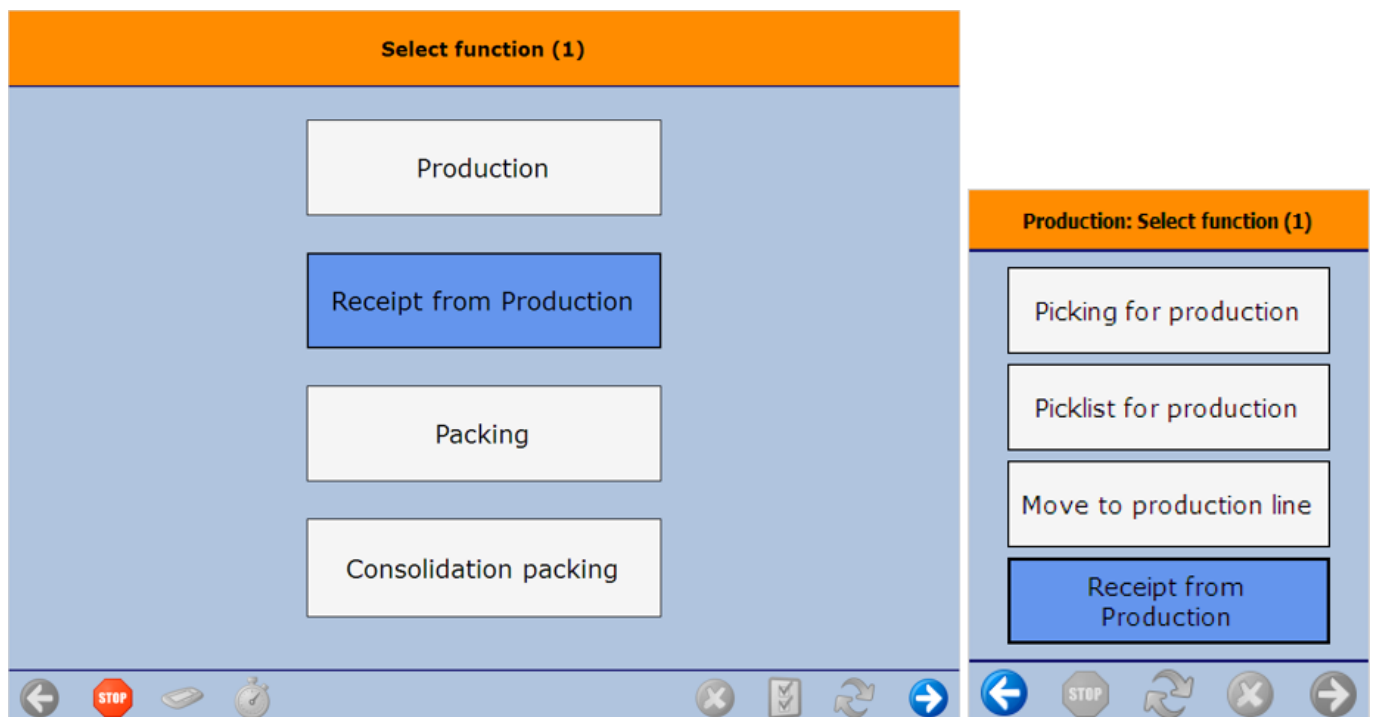 Select function (1)
Production
Receipt from Production
Packing
Consolidation packing
STOP
Production: Select function (1)
Picking for production
Picklist for production
Move to production line
Receipt from
Production
STOP